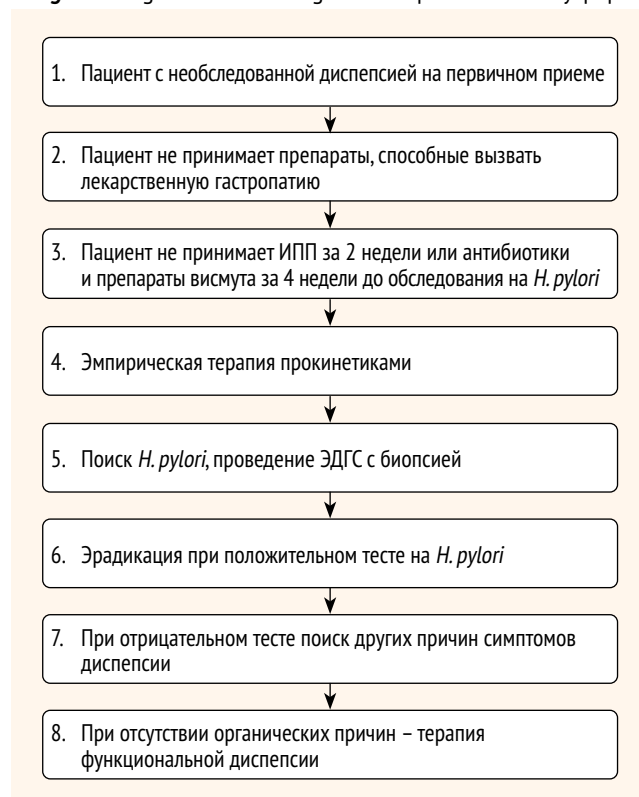 1. Пациент с необследованной диспепсией на первичном приеме
2. Пациент не принимает препараты, способные вызвать
лекарственную гастропатию
3. Пациент не принимает ИПП за 2 недели или антибиотики
и препараты висмута за 4 недели до обследования на H. pylori
4. Эмпирическая терапия прокинетиками
5. Поиск H. pylori, проведение ЭДГС с биопсией
6. Эрадикация при положительном тесте на H. pylori
7. При отрицательном тесте поиск других причин симптомов
диспепсии
8. При отсутствии органических причин – терапия
функциональной диспепсии